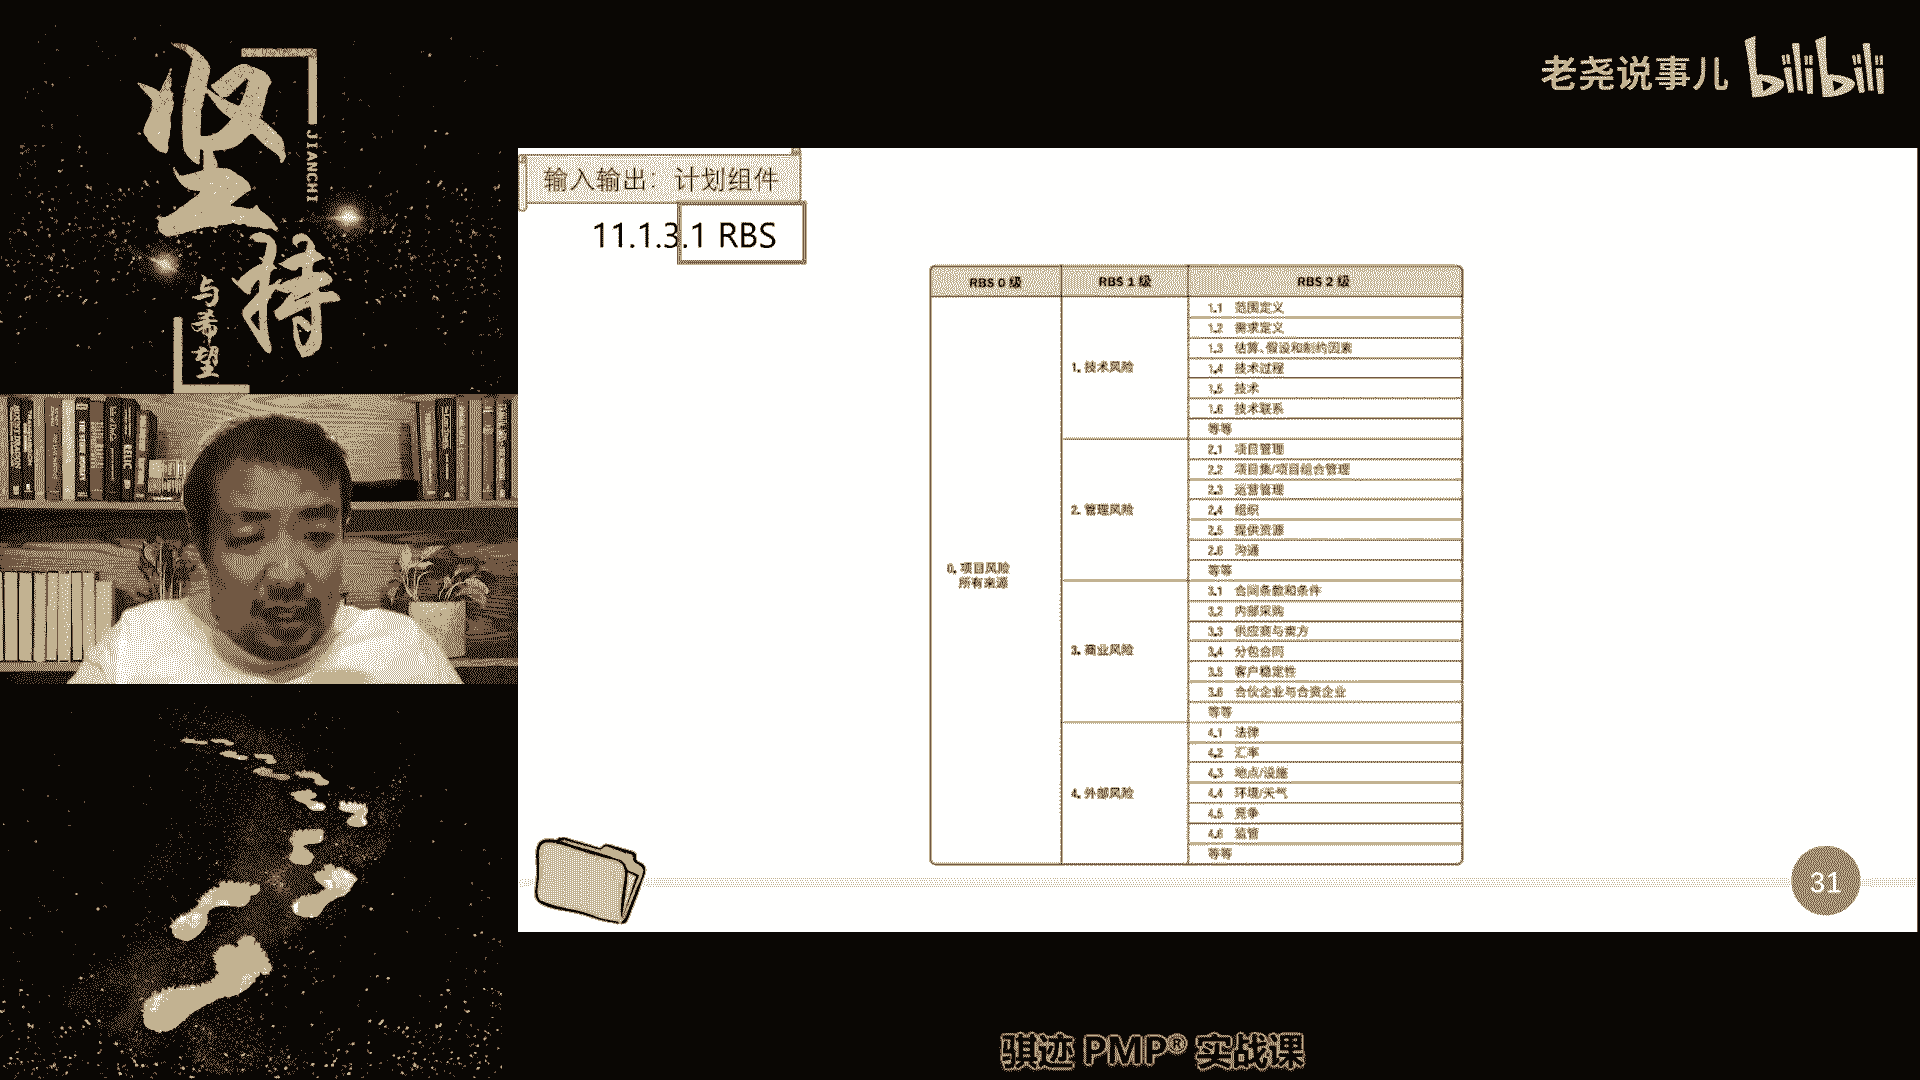 坚持
JIANCHI
与希望
老尧说事儿 bilibili
输入输出：计划组件
11.1.3.1 RBS
RBS 0 级 RBS 1 级 RBS 2 级
0. 项目风险所有来源
1. 技术风险
1.1 范围定义
1.2 需求定义
1.3 估算、假设和制约因素
1.4 技术过程
1.5 技术
1.6 技术联系
等等
2. 管理风险
2.1 项目管理
2.2 项目集/项目组合管理
2.3 运营管理
2.4 组织
2.5 提供资源
2.6 沟通
等等
3. 商业风险
3.1 合同条款和条件
3.2 内部采购
3.3 供应商与卖方
3.4 分包合同
3.5 客户稳定性
3.6 合伙企业与合资企业
等等
4. 外部风险
4.1 法律
4.2 汇率
4.3 地点/设施
4.4 环境/天气
4.5 竞争
4.6 监管
等等
31
骐迹 PMP® 实战课